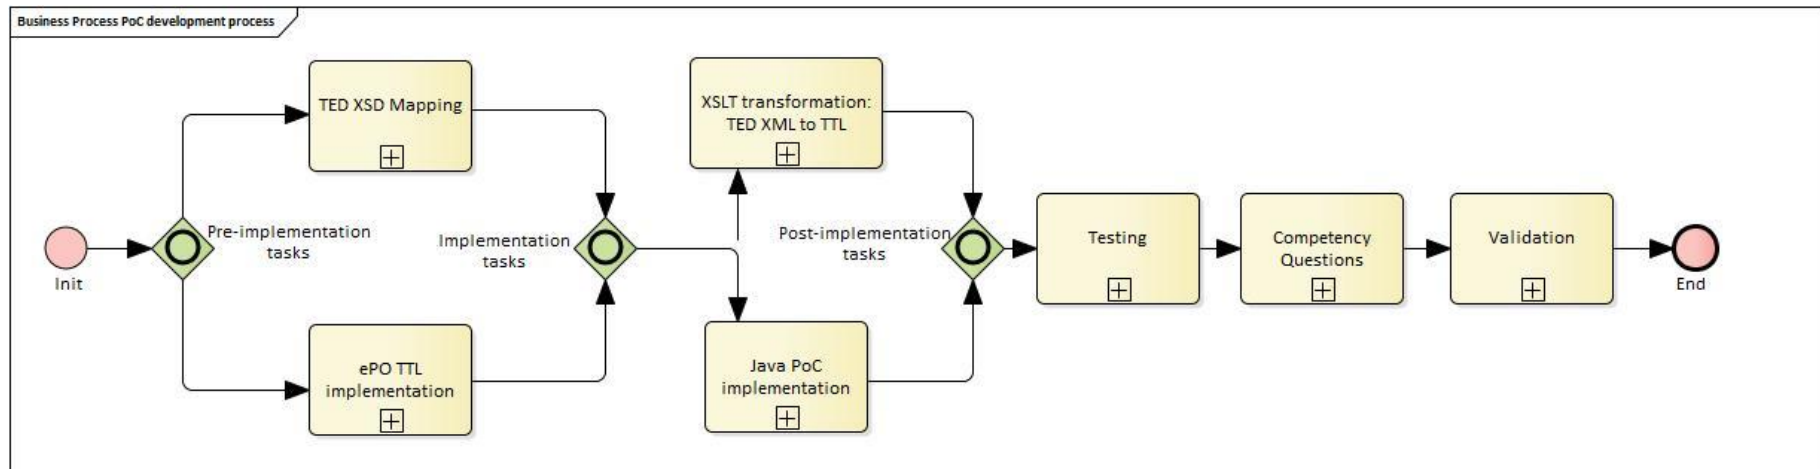 Business Process PoC development process
TED XSD Mapping
XSLT transformation:
TED XML to TTL
Init
Pre-implementation
tasks
Implementation
tasks
Post-implementation
tasks
Testing
Competency
Questions
Validation
End
ePO TTL
implementation
Java PoC
implementation